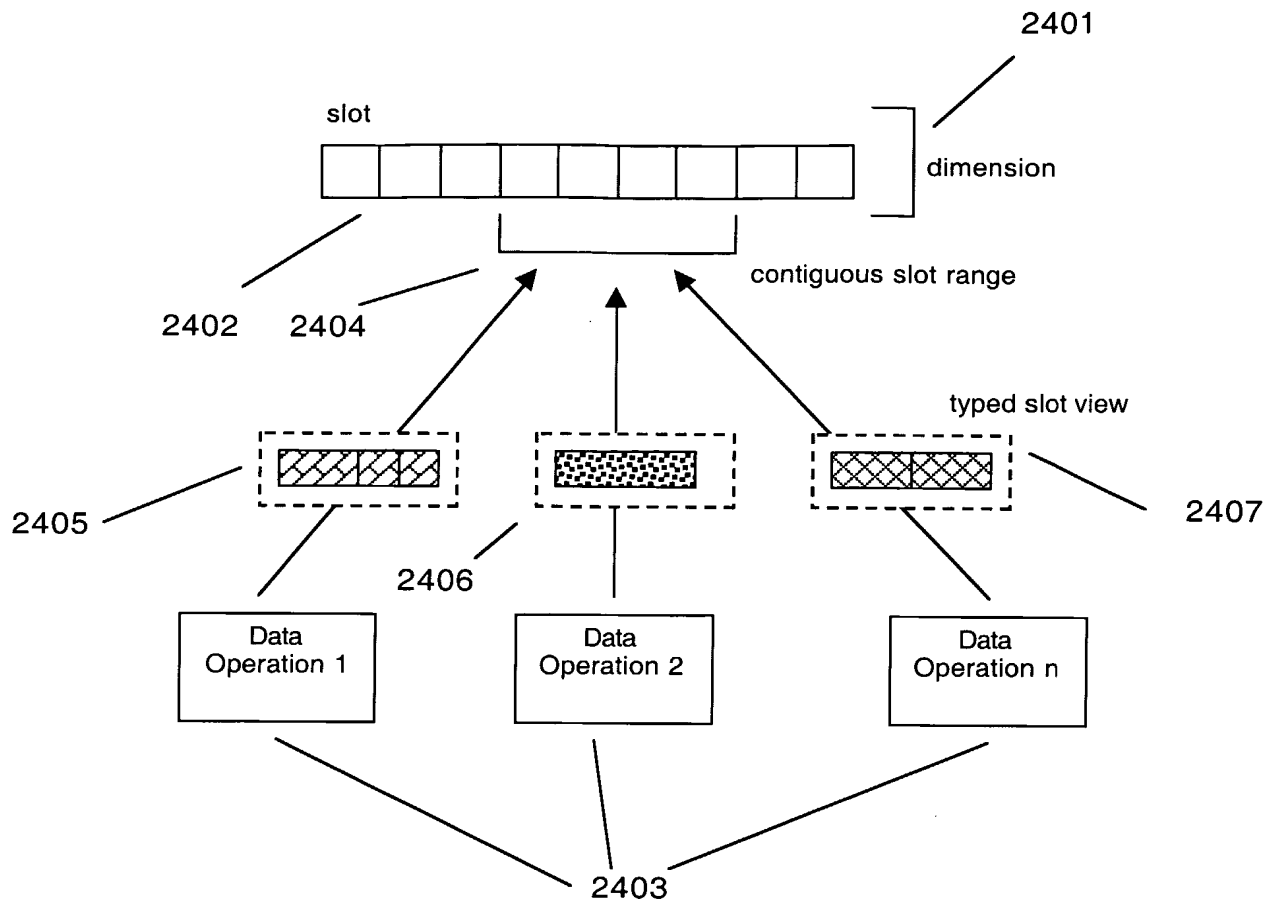 2401
slot
dimension
contiguous slot range
2402
2404
typed slot view
2405
2407
2406
Data
Operation 1
Data
Operation 2
Data
Operation n
2403